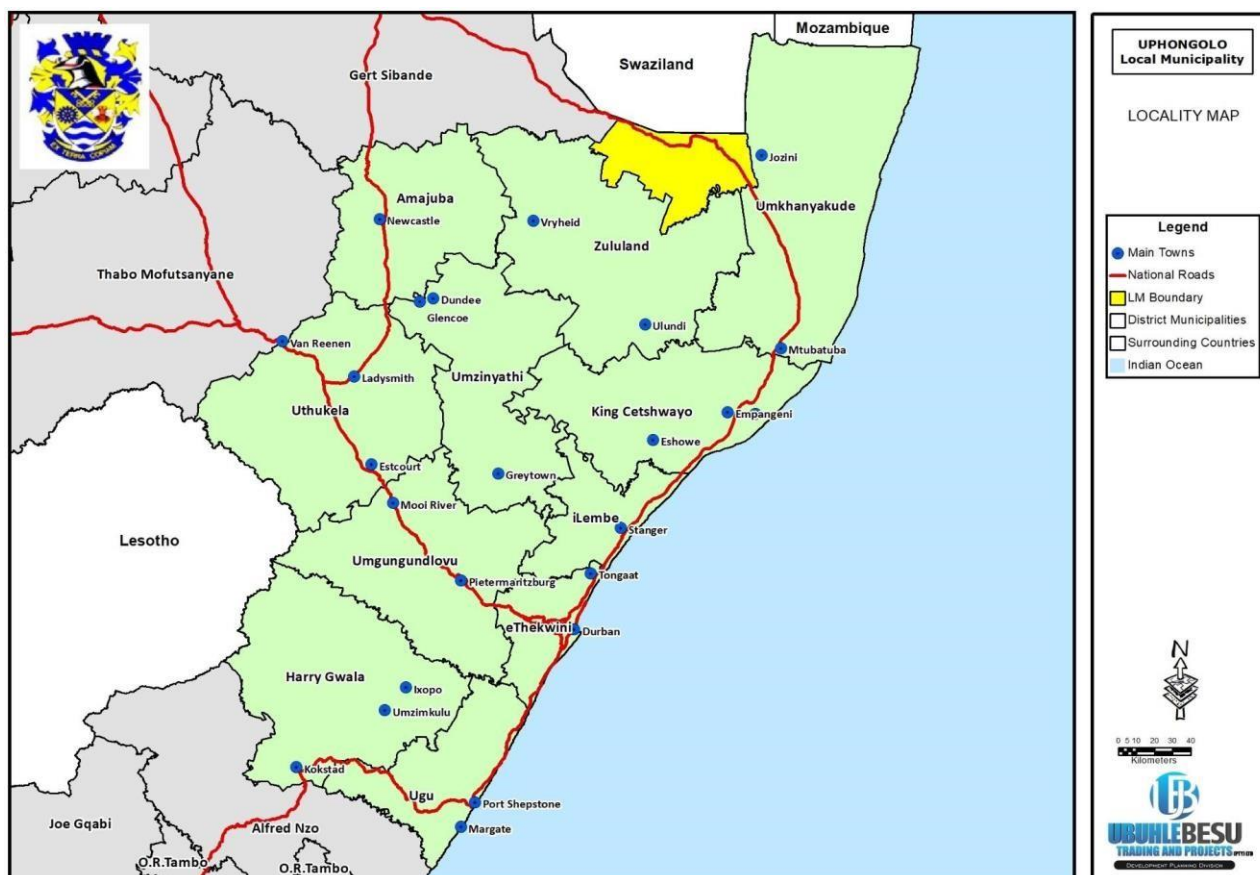 Mozambique
Swaziland
Gert Sibande
EX TERRA COPIAM
Jozini
Amajuba
Newcastle
Vryheid
Umkhanyakude
Zululand
Thabo Mofutsanyane
Dundee
Glencoe
Ulundi
Van Reenen
Mtubatuba
Ladysmith
Umzinyathi
Uthukela
King Cetshwayo
Empangeni
Eshowe
Estcourt
Greytown
Mooi River
iLembe
Stanger
Lesotho
Umgungundlovu
Tongaat
Pietermaritzburg
eThekwini
Durban
Harry Gwala
Ixopo
Umzimkulu
Kokstad
Ugu
Port Shepstone
Joe Gqabi
Alfred Nzo
Margate
O.R.Tambo
O.R.Tambo
UPHONGOLO
Local Municipality
LOCALITY MAP
Legend
Main Towns
National Roads
LM Boundary
District Municipalities
Surrounding Countries
Indian Ocean
N
0 5 10 20 30 40
Kilometers
UBUHLEBESU
TRADING AND PROJECTS
DEVELOPMENT PLANNING DIVISION